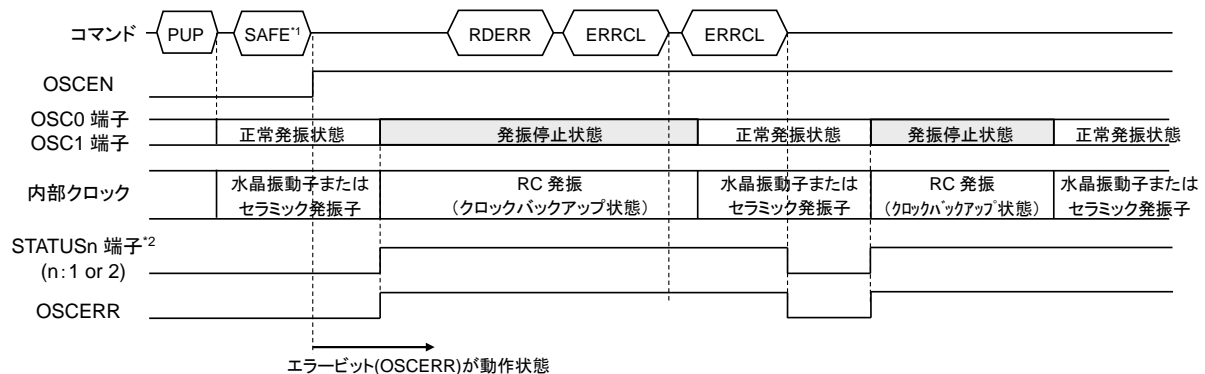 コマンド PUP SAFE*1 RDERR ERRCL ERRCL
OSCEN
OSC0 端子
OSC1 端子
正常発振状態 発振停止状態 正常発振状態 発振停止状態 正常発振状態
内部クロック
水晶振動子または
セラミック発振子
RC 発振
(クロックバックアップ状態)
水晶振動子または
セラミック発振子
RC 発振
(クロックバックアップ状態)
水晶振動子または
セラミック発振子
STATUSn 端子*2
(n:1 or 2)
OSCERR
エラービット(OSCERR)が動作状態